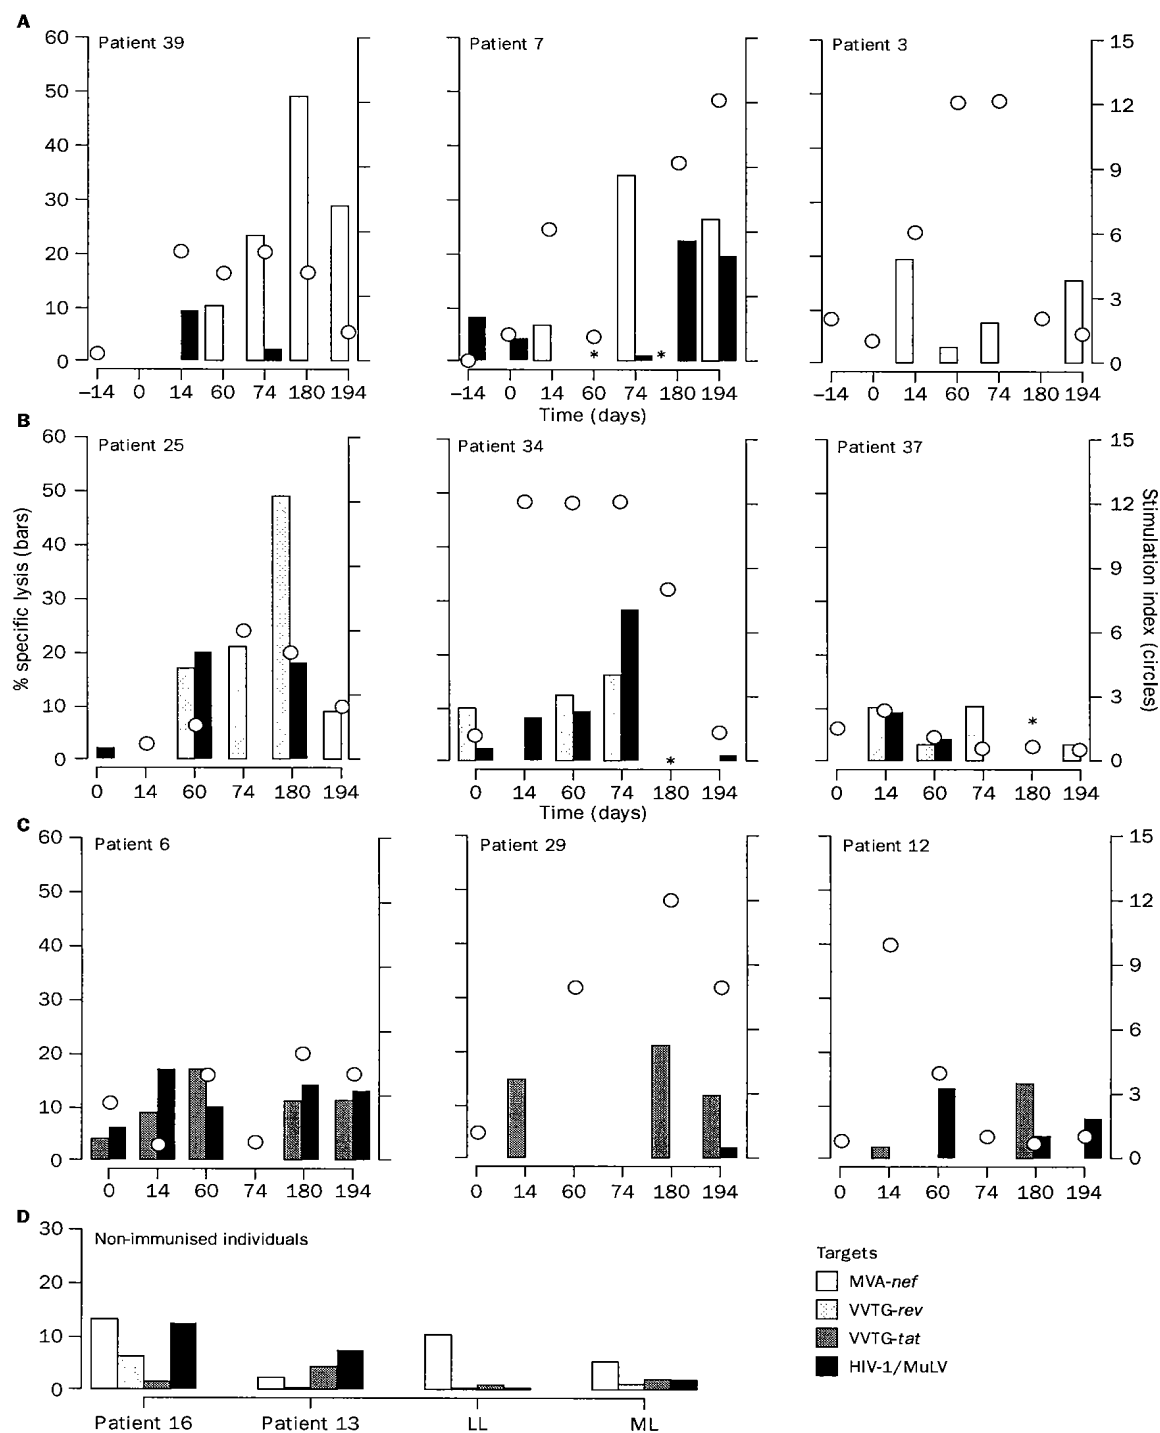 A
Patient 39
Patient 7
Patient 3
60
50
40
30
20
10
0
15
12
9
6
3
0
−14 0 14 60 74 180 194
−14 0 14 60 74 180 194
−14 0 14 60 74 180 194
* *
Time (days)
B
Patient 25
Patient 34
Patient 37
60
50
40
30
20
10
0
15
12
9
6
3
0
% specific lysis (bars)
Stimulation index (circles)
* *
0 14 60 74 180 194
0 14 60 74 180 194
0 14 60 74 180 194
Time (days)
C
Patient 6
Patient 29
Patient 12
60
50
40
30
20
10
0
15
12
9
6
3
0
0 14 60 74 180 194
0 14 60 74 180 194
0 14 60 74 180 194
D
Non-immunised individuals
30
20
10
0
Patient 16 Patient 13 LL ML
Targets
MVA-nef
VVTG-rev
VVTG-tat
HIV-1/MuLV